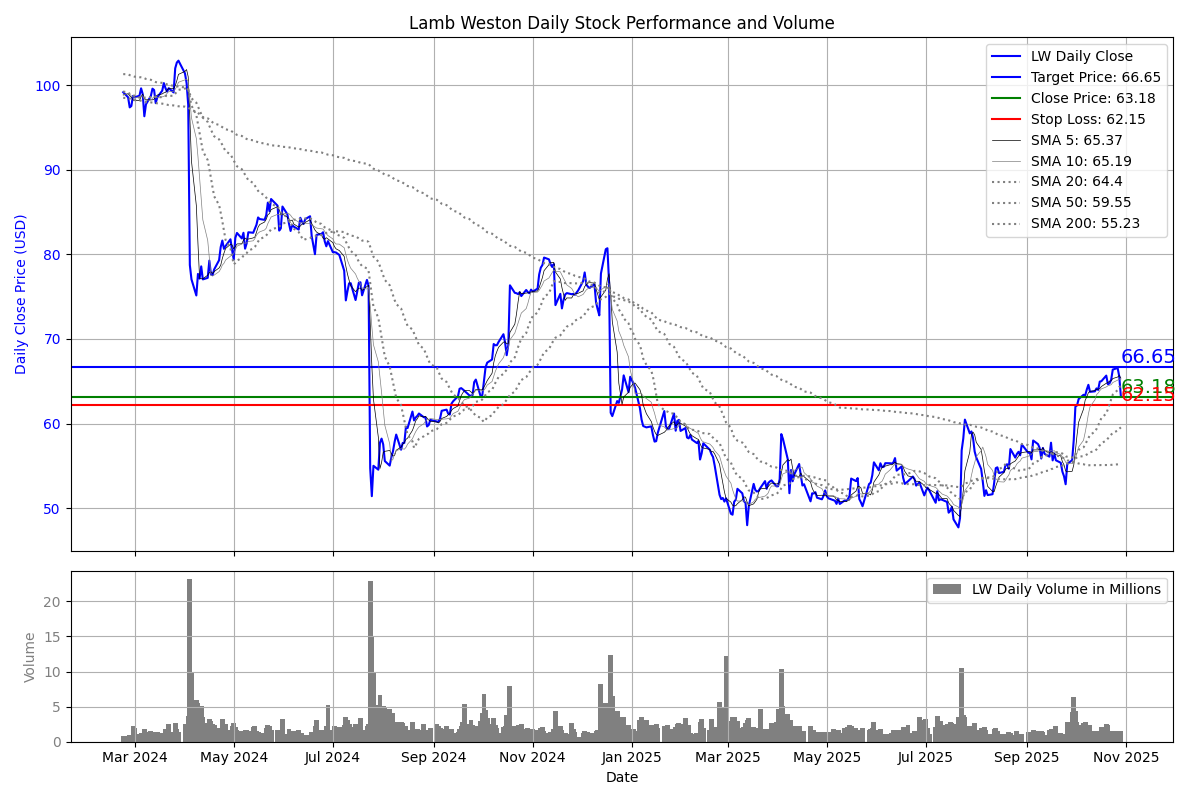 Lamb Weston Daily Stock Performance and Volume
Daily Close Price (USD)
100
90
80
70
60
50
LW Daily Close
Target Price: 66.65
Close Price: 63.18
Stop Loss: 62.15
SMA 5: 65.37
SMA 10: 65.19
SMA 20: 64.4
SMA 50: 59.55
SMA 200: 55.23
66.65
63.18
62.15
Volume
20
15
10
5
0
LW Daily Volume in Millions
Mar 2024 May 2024 Jul 2024 Sep 2024 Nov 2024 Jan 2025 Mar 2025 May 2025 Jul 2025 Sep 2025 Nov 2025
Date